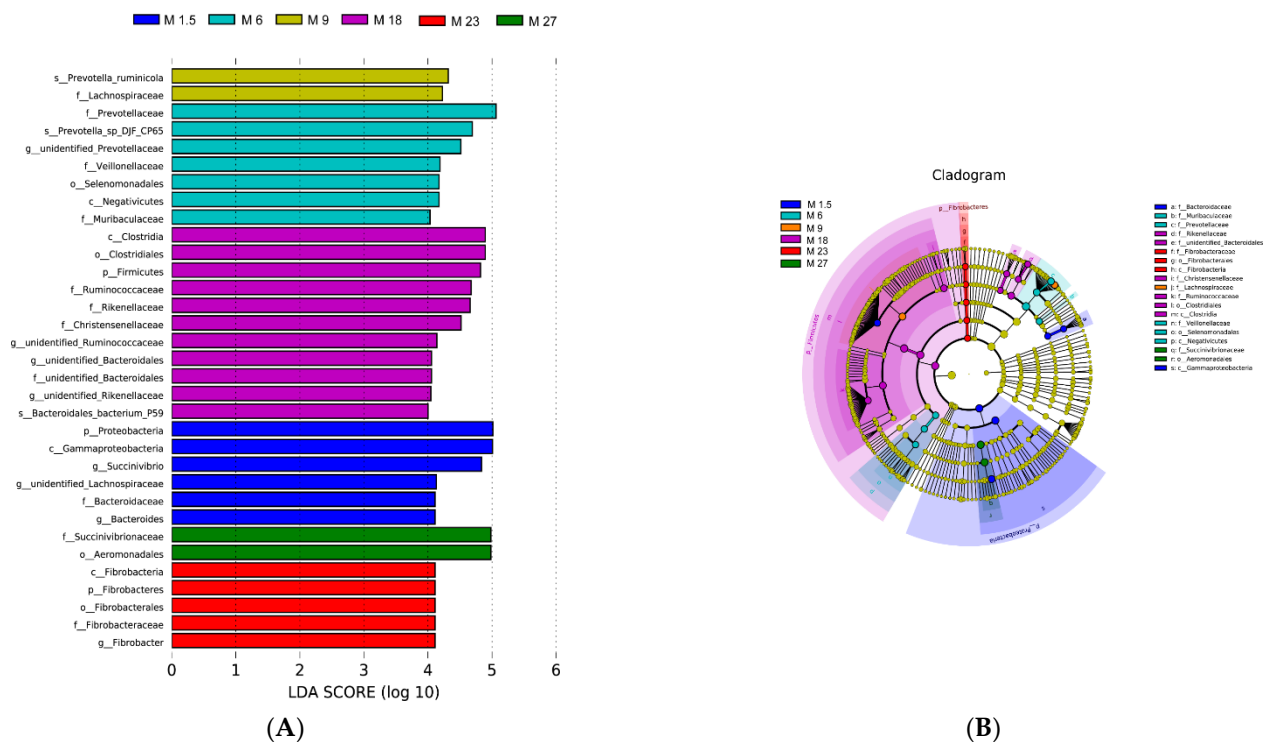 M 1.5 M 6 M 9 M 18 M 23 M 27
s__Prevotella_ruminicola
f__Lachnospiraceae
f__Prevotellaceae
s__Prevotella_sp_DJF_CP65
g__unidentified_Prevotellaceae
f__Veillonellaceae
o__Selenomonadales
c__Negativicutes
f__Muribaculaceae
c__Clostridia
o__Clostridiales
p__Firmicutes
f__Ruminococcaceae
f__Rikenellaceae
f__Christensenellaceae
g__unidentified_Ruminococcaceae
g__unidentified_Bacteroidales
f__unidentified_Bacteroidales
g__unidentified_Rikenellaceae
s__Bacteroidales_bacterium_P59
p__Proteobacteria
c__Gammaproteobacteria
g__Succinivibrio
g__unidentified_Lachnospiraceae
f__Bacteroidaceae
g__Bacteroides
f__Succinivibrionaceae
o__Aeromonadales
c__Fibrobacteria
p__Fibrobacteres
o__Fibrobacterales
f__Fibrobacteraceae
g__Fibrobacter
0 1 2 3 4 5 6
LDA SCORE (log 10)
(A)
Cladogram
M 1.5
M 6
M 9
M 18
M 23
M 27
p__Fibrobacteres
h
g
f
p__Firmicutes
m
l
p__Proteobacteria
s
r
a: f__Bacteroidaceae
b: f__Muribaculaceae
c: f__Prevotellaceae
d: f__Rikenellaceae
e: f__unidentified_Bacteroidales
f: f__Fibrobacteraceae
g: o__Fibrobacterales
h: c__Fibrobacteria
i: f__Christensenellaceae
j: f__Lachnospiraceae
k: f__Ruminococcaceae
l: o__Clostridiales
m: c__Clostridia
n: f__Veillonellaceae
o: o__Selenomonadales
p: c__Negativicutes
q: f__Succinivibrionaceae
r: o__Aeromonadales
s: c__Gammaproteobacteria
(B)